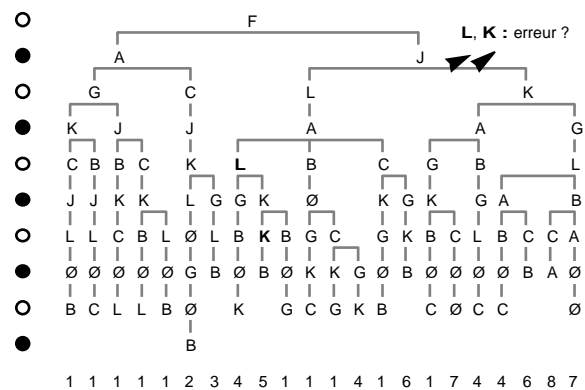 F
L, K : erreur ?
A J
G C L K
K J J A A G
C B B C K L B C G B L
J J K K L G G K Ø K G K G A B
L L C B L Ø L B K B G C G K B C L B C C A
Ø Ø Ø Ø Ø G B Ø B Ø K K G Ø B Ø Ø Ø Ø B A Ø
B C L L B Ø K G C G K B C Ø C C Ø
B
1 1 1 1 1 2 3 4 5 1 1 1 4 1 6 1 7 4 4 6 8 7